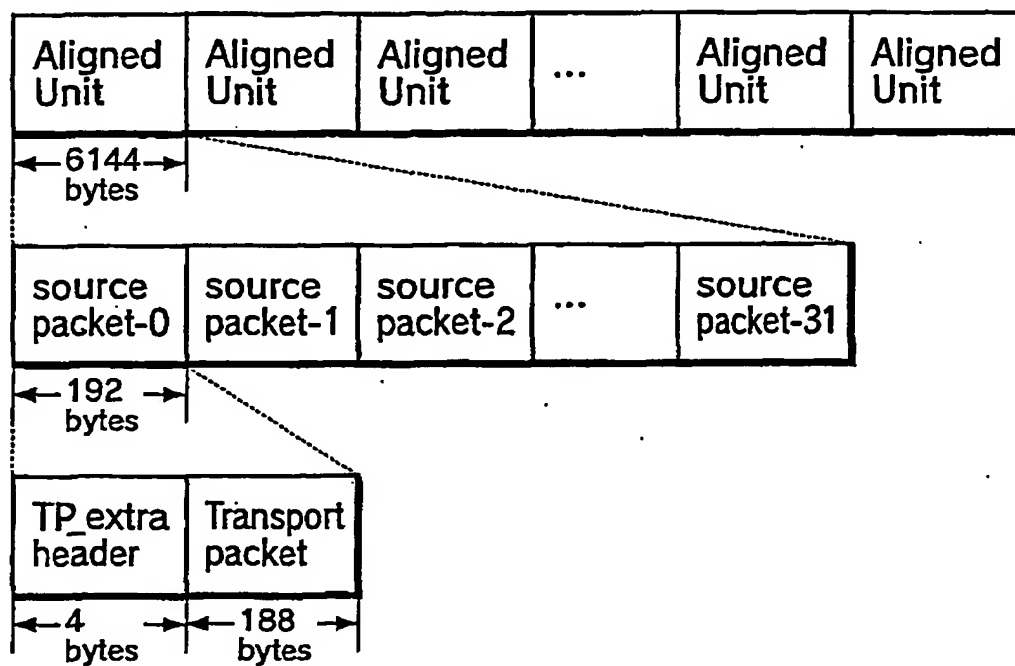 Aligned Unit Aligned Unit Aligned Unit ... Aligned Unit Aligned Unit
6144 bytes
source packet-0 source packet-1 source packet-2 ... source packet-31
192 bytes
TP_extra header Transport packet
4 bytes 188 bytes